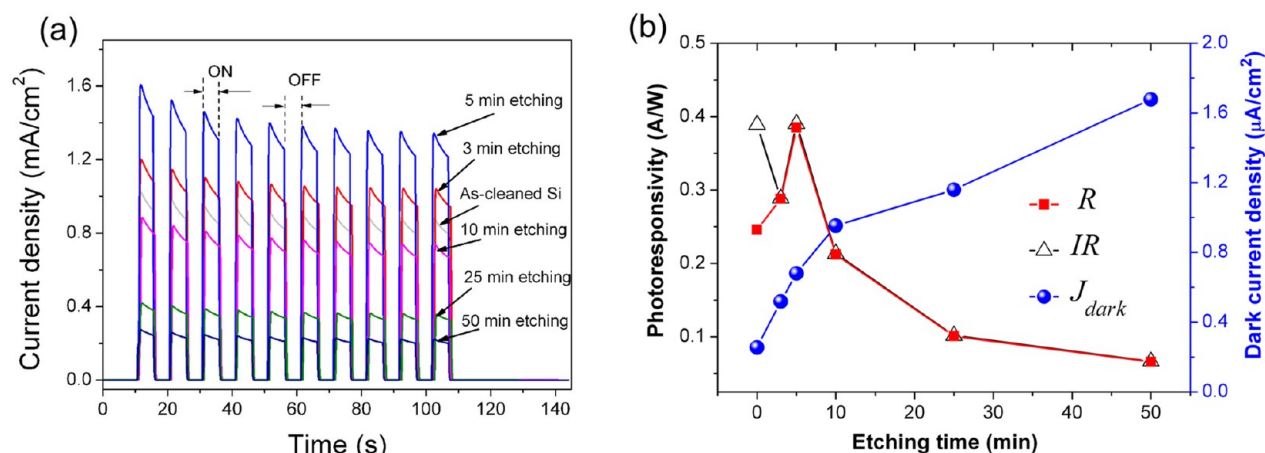 (a)
ON
OFF
5 min etching
3 min etching
As-cleaned Si
10 min etching
25 min etching
50 min etching
Current density (mA/cm²)
1.6
1.2
0.8
0.4
0.0
0 20 40 60 80 100 120 140
Time (s)
(b)
Photoresponsivity (A/W)
0.5
0.4
0.3
0.2
0.1
R
IR
J dark
Dark current density (μA/cm²)
2.0
1.6
1.2
0.8
0.4
0.0
0 10 20 30 40 50
Etching time (min)